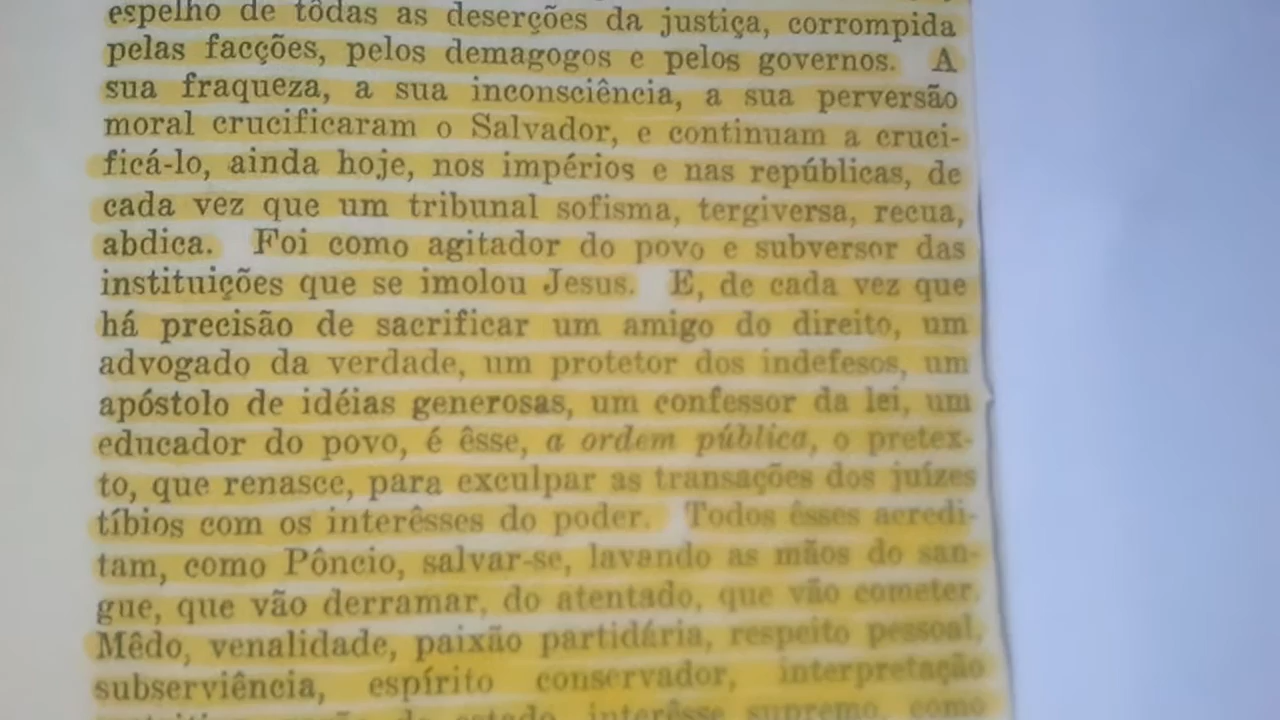 espelho de tôdas as deserções da justiça, corrompida
pelas facções, pelos demagogos e pelos governos. A
sua fraqueza, a sua inconsciência, a sua perversão
moral crucificaram o Salvador, e continuam a cruci-
ficá-lo, ainda hoje, nos impérios e nas repúblicas, de
cada vez que um tribunal sofisma, tergiversa, recua,
abdica. Foi como agitador do povo e subversor das
instituições que se imolou Jesus. E, de cada vez que
há precisão de sacrificar um amigo do direito, um
advogado da verdade, um protetor dos indefesos, um
apóstolo de idéias generosas, um confessor da lei, um
educador do povo, é êsse, a ordem pública, o pretex-
to, que renasce, para exculpar as transações dos juízes
tíbios com os interêsses do poder. Todos êsses acredi-
tam, como Pôncio, salvar-se, lavando as mãos do san-
gue, que vão derramar, do atentado, que vão cometer.
Mêdo, venalidade, paixão partidária, respeito pessoal,
subserviência, espírito conservador, interpretação
de estado, interêsse supremo, como